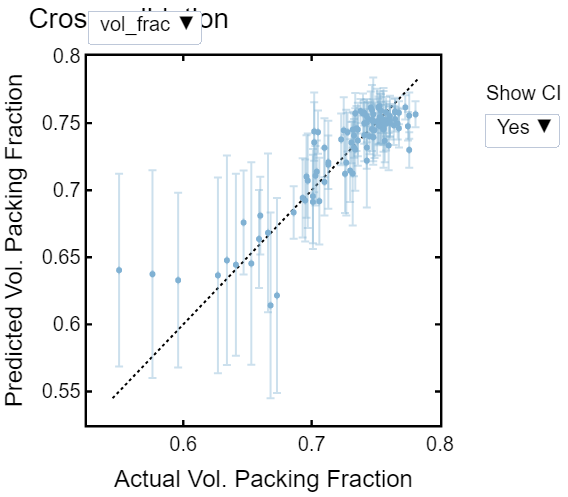 Cros
on
vol_frac ▼
Show CI
Yes ▼
Predicted Vol. Packing Fraction
0.8
0.75
0.7
0.65
0.6
0.55
0.6
0.7
0.8
Actual Vol. Packing Fraction